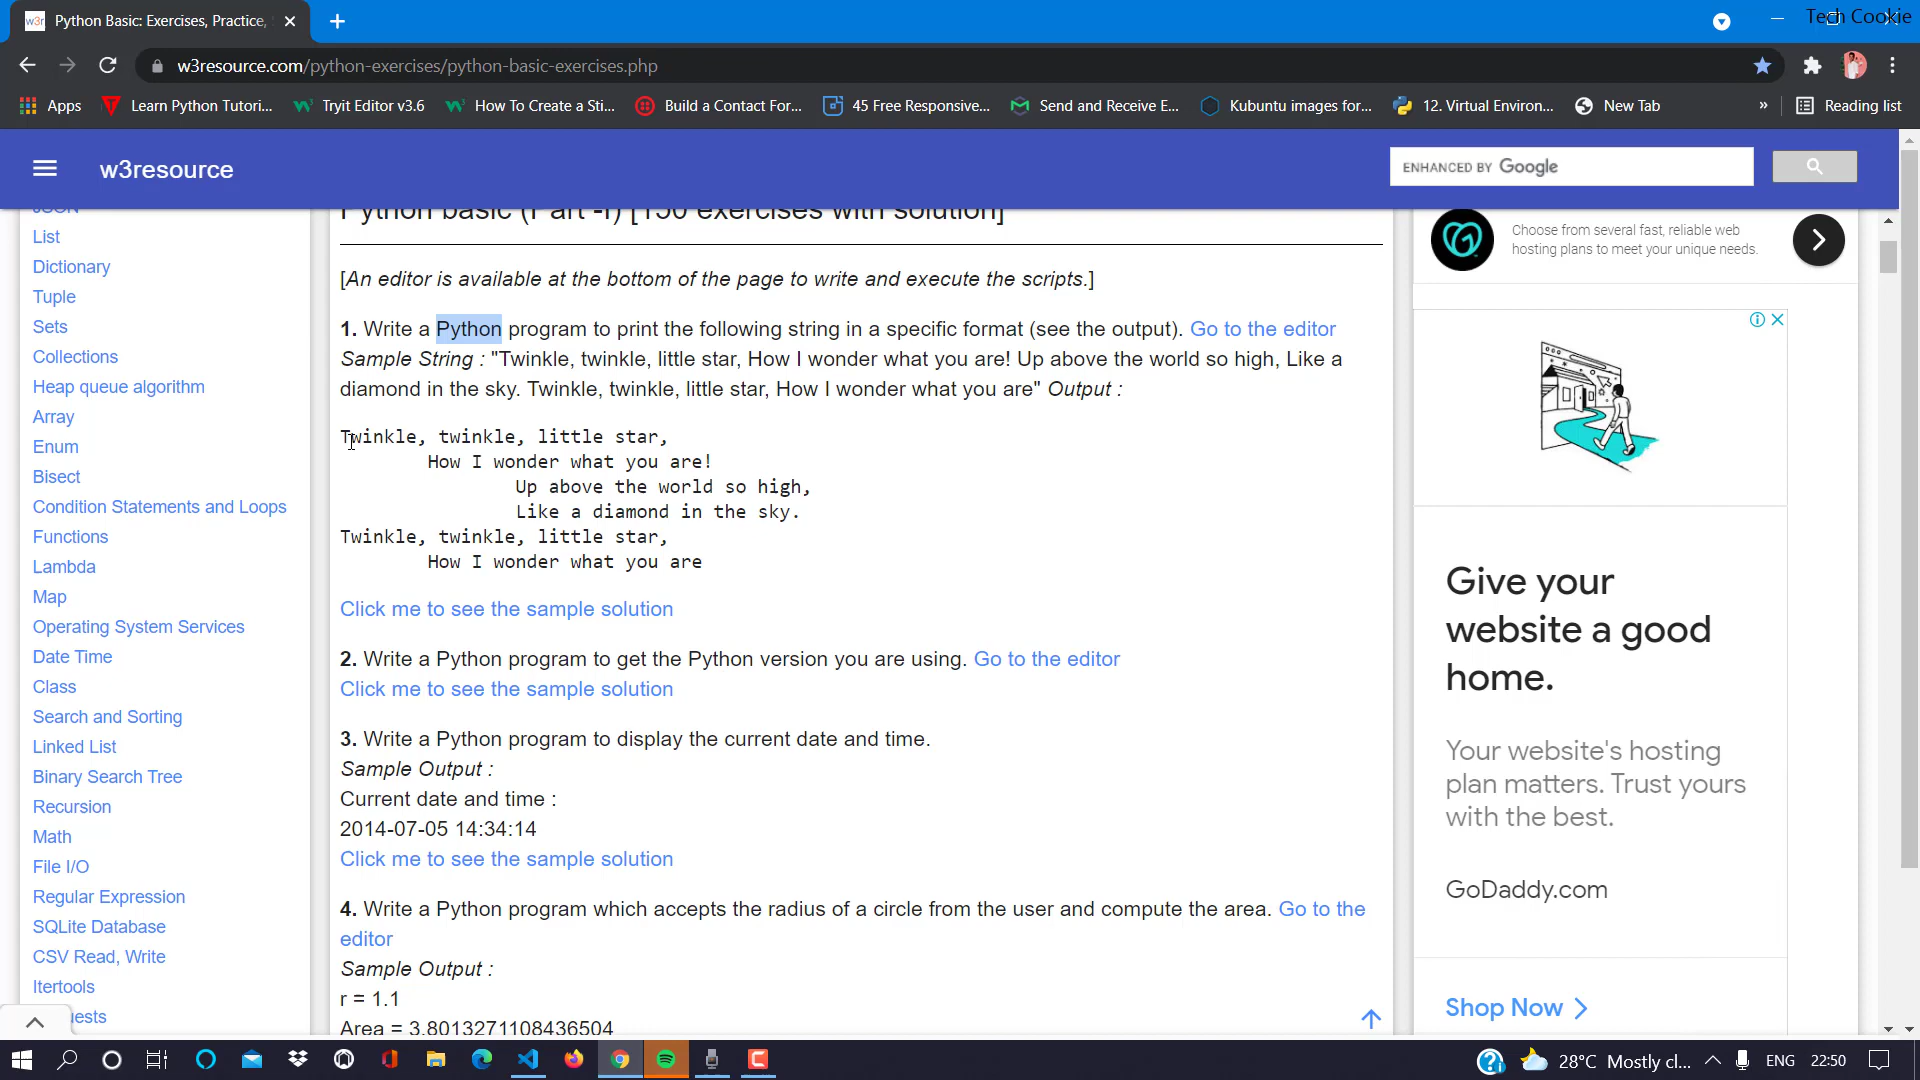 Python Basic: Exercises, Practice,
Tech Cookie
w3resource.com/python-exercises/python-basic-exercises.php
Apps
Learn Python Tutori...
Tryit Editor v3.6
How To Create a Sti...
Build a Contact For...
45 Free Responsive...
Send and Receive E...
Kubuntu images for...
12. Virtual Environ...
New Tab
»
Reading list
w3resource
ENHANCED BY Google
JSON
List
Dictionary
Tuple
Sets
Collections
Heap queue algorithm
Array
Enum
Bisect
Condition Statements and Loops
Functions
Lambda
Map
Operating System Services
Date Time
Class
Search and Sorting
Linked List
Binary Search Tree
Recursion
Math
File I/O
Regular Expression
SQLite Database
CSV Read, Write
Itertools
Python basic (Part -I) [150 exercises with solution]
[An editor is available at the bottom of the page to write and execute the scripts.]
1. Write a Python program to print the following string in a specific format (see the output). Go to the editor
Sample String : "Twinkle, twinkle, little star, How I wonder what you are! Up above the world so high, Like a
diamond in the sky. Twinkle, twinkle, little star, How I wonder what you are" Output :
Twinkle, twinkle, little star,
How I wonder what you are!
Up above the world so high,
Like a diamond in the sky.
Twinkle, twinkle, little star,
How I wonder what you are
Click me to see the sample solution
2. Write a Python program to get the Python version you are using. Go to the editor
Click me to see the sample solution
3. Write a Python program to display the current date and time.
Sample Output :
Current date and time :
2014-07-05 14:34:14
Click me to see the sample solution
4. Write a Python program which accepts the radius of a circle from the user and compute the area. Go to the
editor
Sample Output :
r = 1.1
Area = 3.8013271108436504
Choose from several fast, reliable web
hosting plans to meet your unique needs.
Give your
website a good
home.
Your website's hosting
plan matters. Trust yours
with the best.
GoDaddy.com
Shop Now
28°C Mostly cl...
ENG
22:50